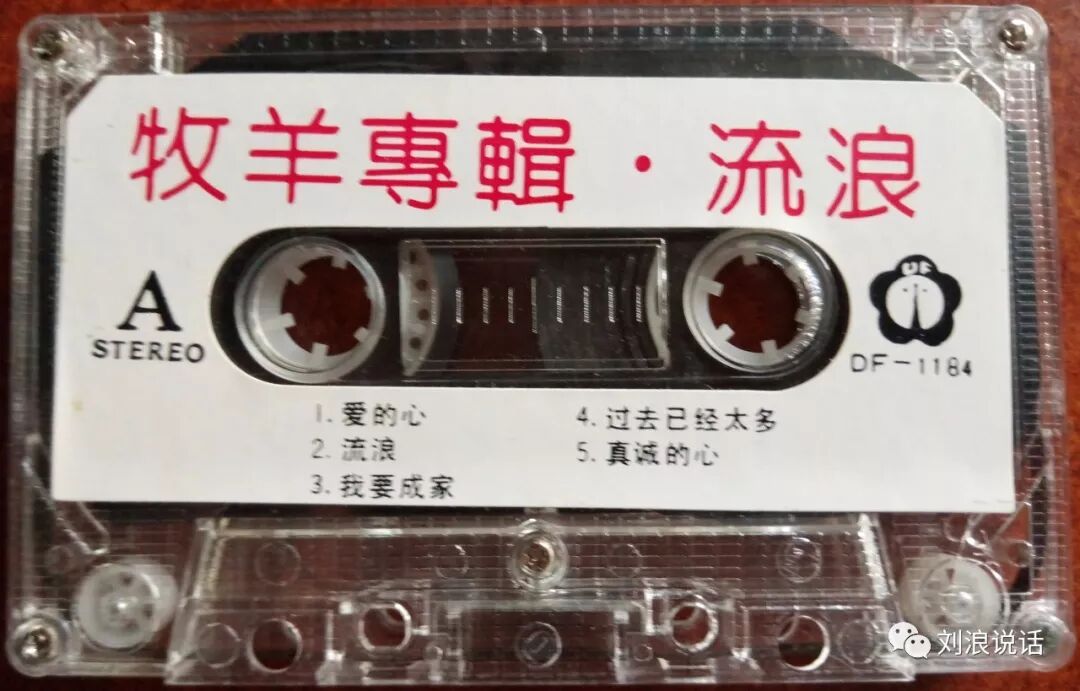 牧羊專輯·流浪
A
STEREO
DF
DF-1184
1.爱的心
2.流浪
3.我要成家
4.过去已经太多
5.真诚的心
刘浪说话